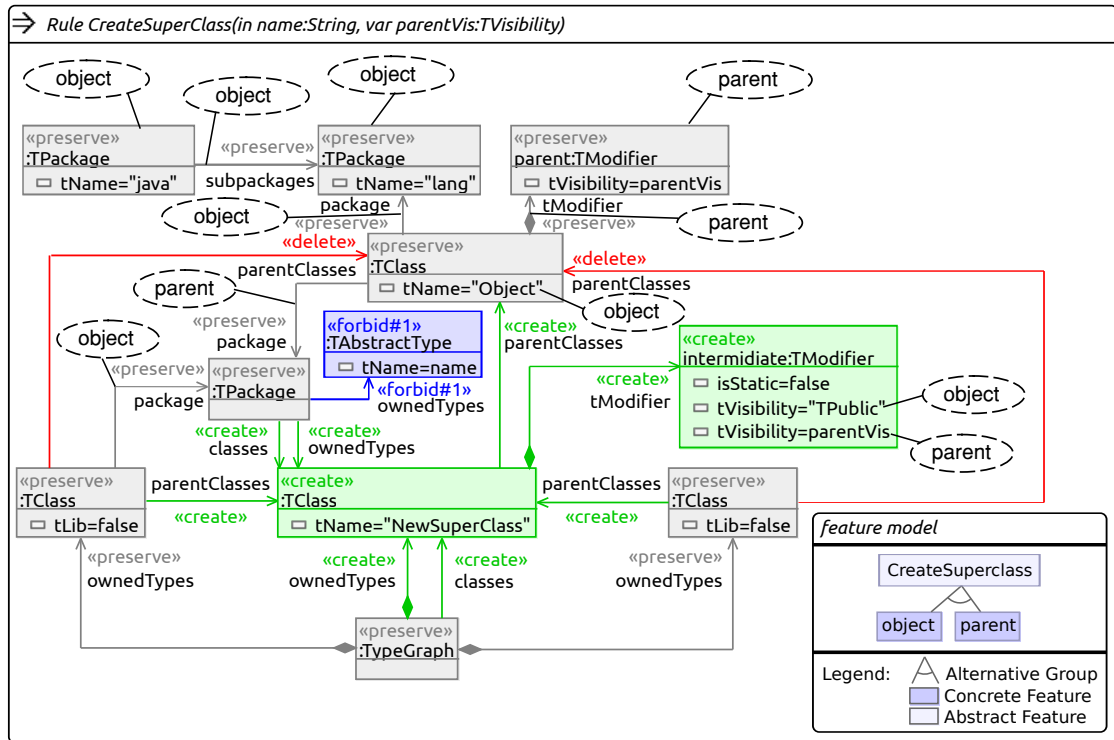 Rule CreateSuperClass(in name:String, var parentVis:TVisibility)
object
object
object
parent
«preserve»
:TPackage
tName="java"
«preserve»
subpackages
«preserve»
:TPackage
tName="lang"
«preserve»
parent:TModifier
tVisibility=parentVis
object
package
«preserve»
tModifier
«preserve»
parent
«delete»
parentClasses
«preserve»
:TClass
tName="Object"
«delete»
parentClasses
parent
object
object
«preserve»
package
«forbid#1»
:TAbstractType
tName=name
«create»
parentClasses
«create»
intermidiate:TModifier
isStatic=false
tVisibility="TPublic"
tVisibility=parentVis
object
parent
«preserve»
package
«preserve»
:TPackage
«forbid#1»
ownedTypes
«create»
tModifier
«create»
classes
«create»
ownedTypes
«preserve»
:TClass
tLib=false
parentClasses
«create»
«create»
:TClass
tName="NewSuperClass"
parentClasses
«create»
«preserve»
:TClass
tLib=false
«preserve»
ownedTypes
«create»
ownedTypes
«create»
classes
«preserve»
ownedTypes
«preserve»
:TypeGraph
feature model
CreateSuperclass
object
parent
Legend:
Alternative Group
Concrete Feature
Abstract Feature